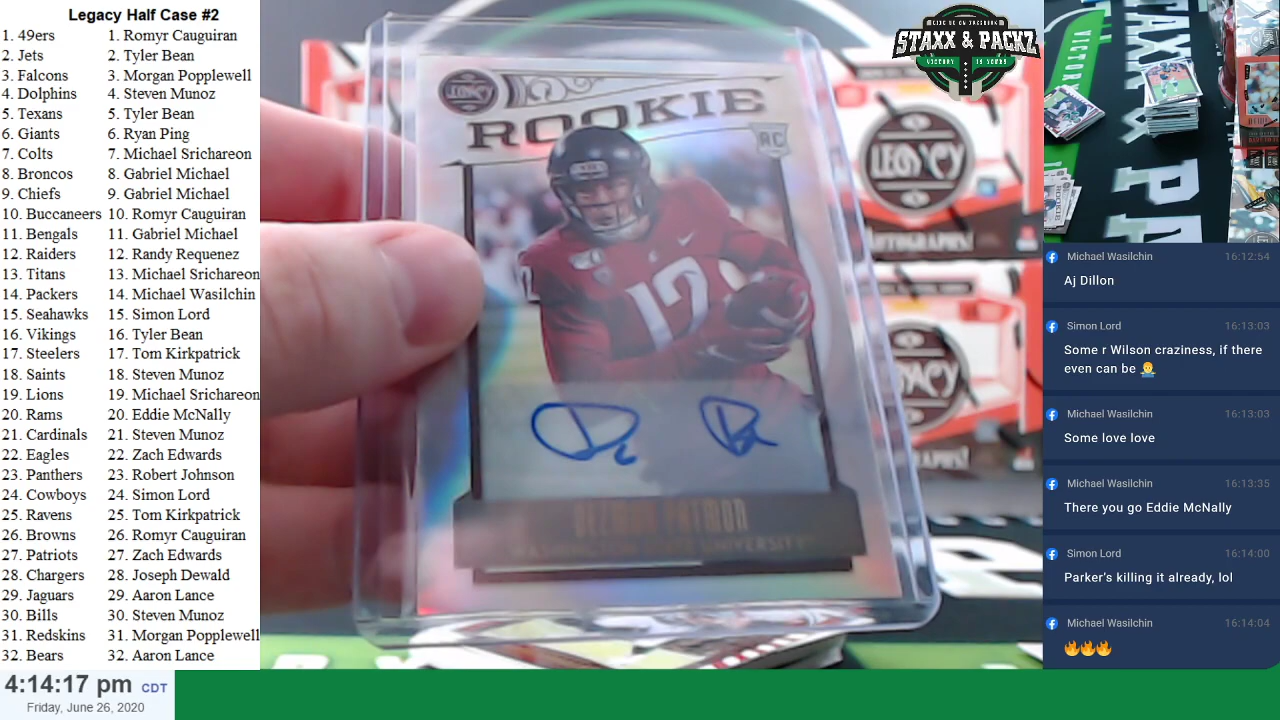 Legacy Half Case #2
1. 49ers 1. Romyr Cauguiran
2. Jets 2. Tyler Bean
3. Falcons 3. Morgan Popplewell
4. Dolphins 4. Steven Munoz
5. Texans 5. Tyler Bean
6. Giants 6. Ryan Ping
7. Colts 7. Michael Srichareon
8. Broncos 8. Gabriel Michael
9. Chiefs 9. Gabriel Michael
10. Buccaneers 10. Romyr Cauguiran
11. Bengals 11. Gabriel Michael
12. Raiders 12. Randy Requenez
13. Titans 13. Michael Srichareon
14. Packers 14. Michael Wasilchin
15. Seahawks 15. Simon Lord
16. Vikings 16. Tyler Bean
17. Steelers 17. Tom Kirkpatrick
18. Saints 18. Steven Munoz
19. Lions 19. Michael Srichareon
20. Rams 20. Eddie McNally
21. Cardinals 21. Steven Munoz
22. Eagles 22. Zach Edwards
23. Panthers 23. Robert Johnson
24. Cowboys 24. Simon Lord
25. Ravens 25. Tom Kirkpatrick
26. Browns 26. Romyr Cauguiran
27. Patriots 27. Zach Edwards
28. Chargers 28. Joseph Dewald
29. Jaguars 29. Aaron Lance
30. Bills 30. Steven Munoz
31. Redskins 31. Morgan Popplewell
32. Bears 32. Aaron Lance
4:14:17 pm CDT
Friday, June 26, 2020
LEGACY
ROOKIE
RC
12
WASHINGTON STATE UNIVERSITY
LEGACY
AUTOGRAPHS!
LEGACY
STAXX & PACKZ
VICTOR
STAXX
Michael Wasilchin 16:12:54
Aj Dillon
Simon Lord 16:13:03
Some r Wilson craziness, if there
even can be 🤷‍♂️
Michael Wasilchin 16:13:03
Some love love
Michael Wasilchin 16:13:35
There you go Eddie McNally
Simon Lord 16:14:00
Parker's killing it already, lol
Michael Wasilchin 16:14:04
🔥🔥🔥